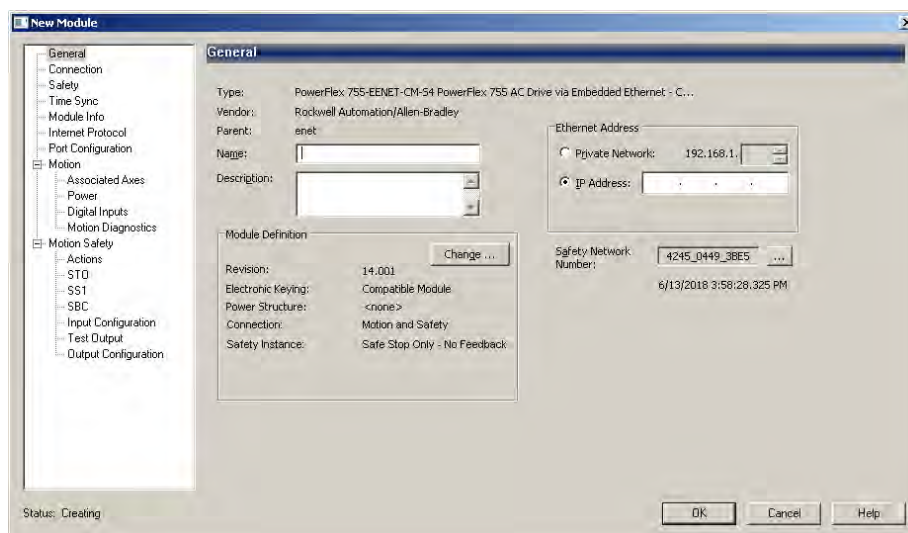 New Module
General
Connection
Safety
Time Sync
Module Info
Internet Protocol
Port Configuration
Motion
Associated Axes
Power
Digital Inputs
Motion Diagnostics
Motion Safety
Actions
STO
SS1
SBC
Input Configuration
Test Output
Output Configuration
General
Type: PowerFlex 755-EENET-CM-S4 PowerFlex 755 AC Drive via Embedded Ethernet - C...
Vendor: Rockwell Automation/Allen-Bradley
Parent: enet
Name:
Description:
Ethernet Address
Private Network: 192.168.1.
IP Address: . . .
Module Definition
Change ...
Revision: 14.001
Electronic Keying: Compatible Module
Power Structure: <none>
Connection: Motion and Safety
Safety Instance: Safe Stop Only - No Feedback
Safety Network
Number:
4245_0449_3BE5 ...
6/13/2018 3:58:28.325 PM
Status: Creating
OK Cancel Help